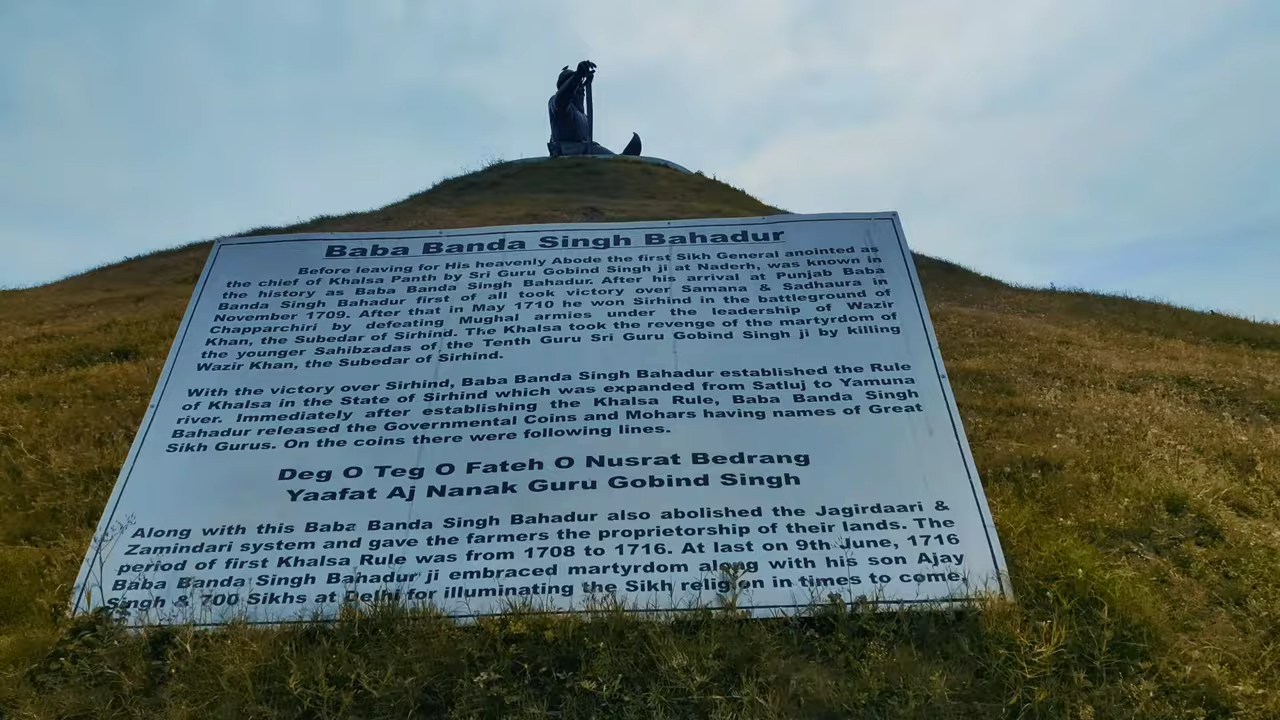 Baba Banda Singh Bahadur
Before leaving for His heavenly Abode the first Sikh General anointed as
the chief of Khalsa Panth by Sri Guru Gobind Singh ji at Naderh, was known in
the history as Baba Banda Singh Bahadur. After his arrival at Punjab Baba
Banda Singh Bahadur first of all took victory over Samana & Sadhaura in
November 1709. After that in May 1710 he won Sirhind in the battleground of
Chapparchiri by defeating Mughal armies under the leadership of Wazir
Khan, the Subedar of Sirhind. The Khalsa took the revenge of the martyrdom of
the younger Sahibzadas of the Tenth Guru Sri Guru Gobind Singh ji by killing
Wazir Khan, the Subedar of Sirhind.
With the victory over Sirhind, Baba Banda Singh Bahadur established the Rule
of Khalsa in the State of Sirhind which was expanded from Satluj to Yamuna
river. Immediately after establishing the Khalsa Rule, Baba Banda Singh
Bahadur released the Governmental Coins and Mohars having names of Great
Sikh Gurus. On the coins there were following lines.
Deg O Teg O Fateh O Nusrat Bedrang
Yaafat Aj Nanak Guru Gobind Singh
Along with this Baba Banda Singh Bahadur also abolished the Jagirdaari &
Zamindari system and gave the farmers the proprietorship of their lands. The
period of first Khalsa Rule was from 1708 to 1716. At last on 9th June, 1716
Baba Banda Singh Bahadur ji embraced martyrdom along with his son Ajay
Singh & 700 Sikhs at Delhi for illuminating the Sikh religion in times to come.